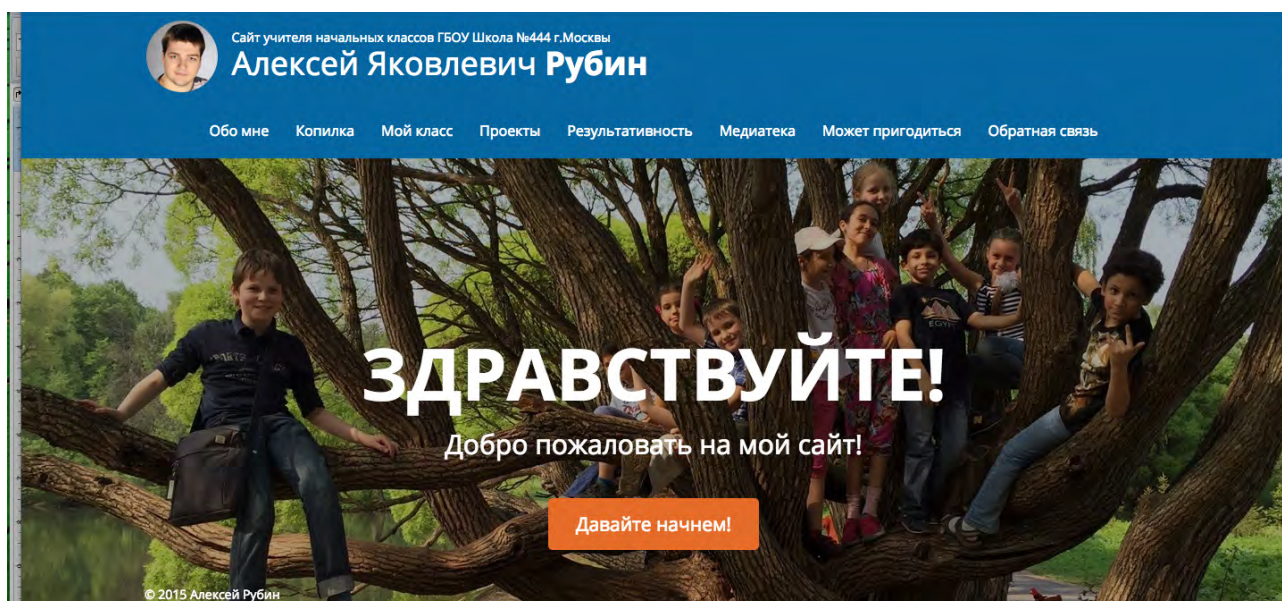 Сайт учителя начальных классов ГБОУ Школа №444 г.Москвы
Алексей Яковлевич Рубин
Обо мне Копилка Мой класс Проекты Результативность Медиатека Может пригодиться Обратная связь
EGYPT
ЗДРАВСТВУЙТЕ!
Добро пожаловать на мой сайт!
Давайте начнем!
© 2015 Алексей Рубин